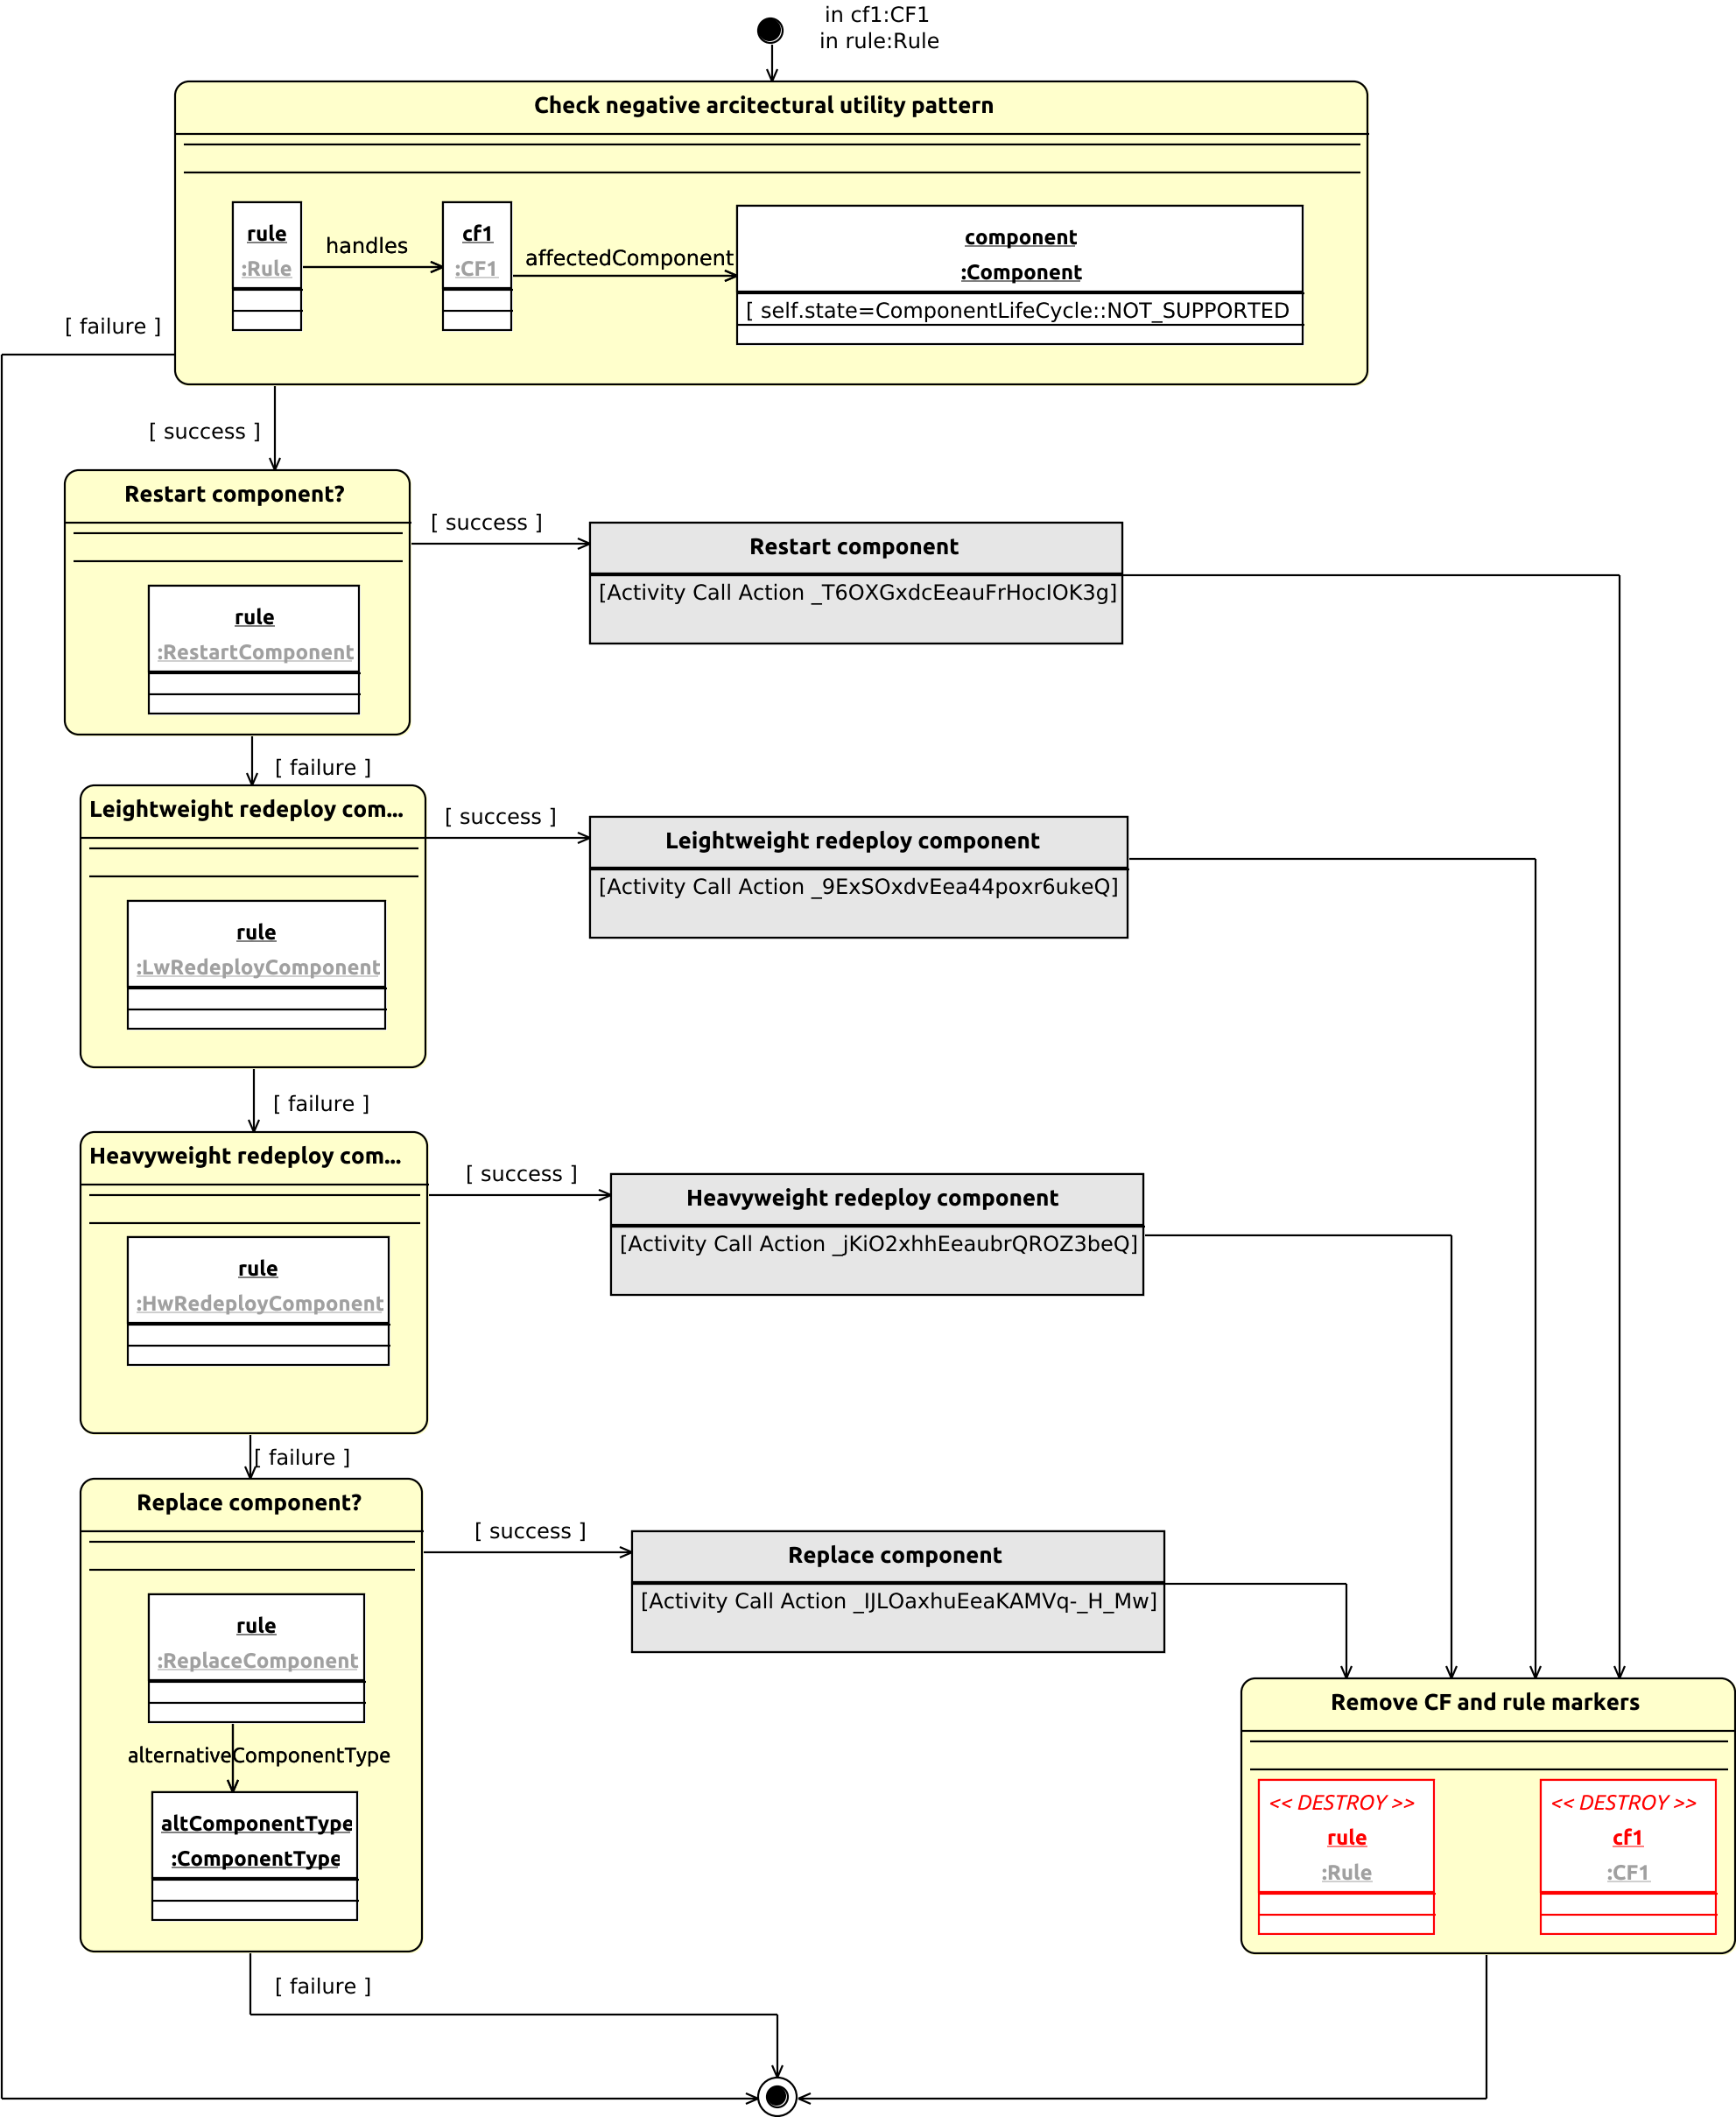 in cf1:CF1
in rule:Rule
Check negative arcitectural utility pattern
rule
:Rule
handles
cf1
:CF1
affectedComponent
component
:Component
[ self.state=ComponentLifeCycle::NOT_SUPPORTED
[ failure ]
[ success ]
Restart component?
rule
:RestartComponent
[ success ]
Restart component
[Activity Call Action _T6OXGxdcEeauFrHocIOK3g]
[ failure ]
Leightweight redeploy com...
rule
:LwRedeployComponent
[ success ]
Leightweight redeploy component
[Activity Call Action _9ExSOxdvEea44poxr6ukeQ]
[ failure ]
Heavyweight redeploy com...
rule
:HwRedeployComponent
[ success ]
Heavyweight redeploy component
[Activity Call Action _jKiO2xhhEeaubrQROZ3beQ]
[ failure ]
Replace component?
rule
:ReplaceComponent
alternativeComponentType
altComponentType
:ComponentType
[ success ]
Replace component
[Activity Call Action _IJLOaxhuEeaKAMVq-_H_Mw]
Remove CF and rule markers
<< DESTROY >>
rule
:Rule
<< DESTROY >>
cf1
:CF1
[ failure ]